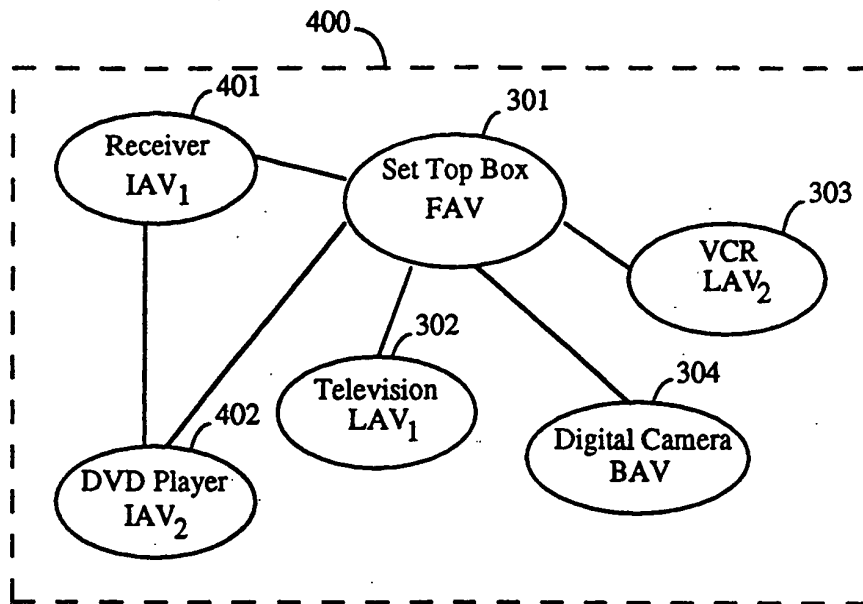 400
401
Receiver
IAV1
301
Set Top Box
FAV
303
VCR
LAV2
302
Television
LAV1
304
Digital Camera
BAV
402
DVD Player
IAV2